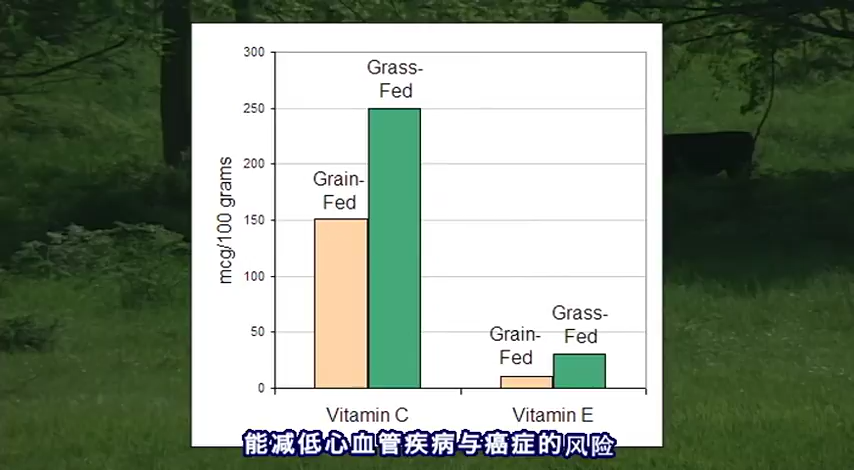 300
250
200
150
100
50
0
mcg/100 grams
Grain-
Fed
Grass-
Fed
Grain-
Fed
Grass-
Fed
Vitamin C
Vitamin E
能减低心血管疾病与癌症的风险